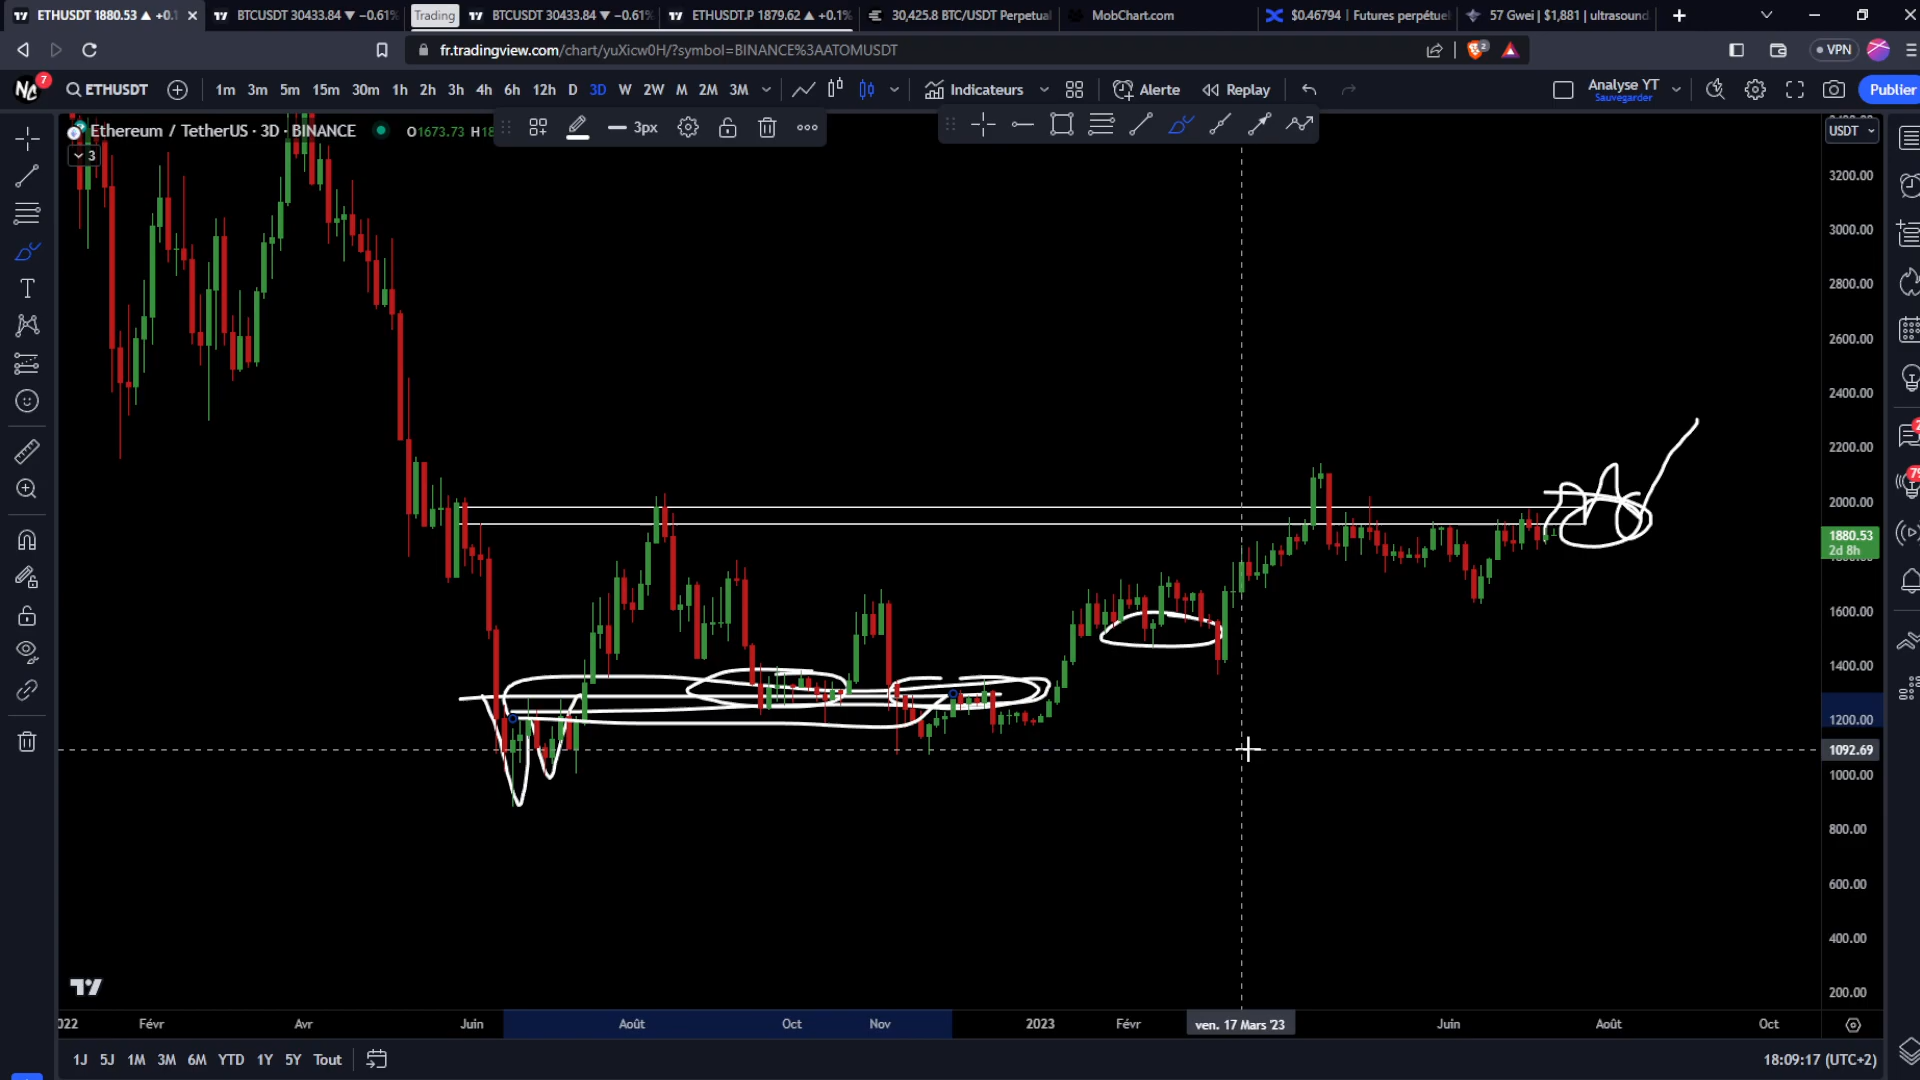 ETHUSDT 1880.53 ▲ +0.1
BTCUSDT 30433.84 ▼ −0.61%
Trading
BTCUSDT 30433.84 ▼ −0.61%
ETHUSDT.P 1879.62 ▲ +0.1%
30,425.8 BTC/USDT Perpetual
MobChart.com
$0.46794 | Futures perpétuel
57 Gwei | $1,881 | ultrasound
fr.tradingview.com/chart/yuXicw0H/?symbol=BINANCE%3AATOMUSDT
2
VPN
7
ETHUSDT
1m 3m 5m 15m 30m 1h 2h 3h 4h 6h 12h D 3D W 2W M 2M 3M
Indicateurs
Alerte
Replay
Analyse YT
Sauvegarder
Publier
Ethereum / TetherUS · 3D · BINANCE
O1673.73 H18
3px
3
USDT
3200.00
3000.00
2800.00
2600.00
2400.00
2200.00
2000.00
1880.53
2d 8h
1600.00
1400.00
1200.00
1092.69
1000.00
800.00
600.00
400.00
200.00
022 Févr Avr Juin Août Oct Nov 2023 Févr ven. 17 Mars '23 Juin Août Oct
1J 5J 1M 3M 6M YTD 1Y 5Y Tout
18:09:17 (UTC+2)